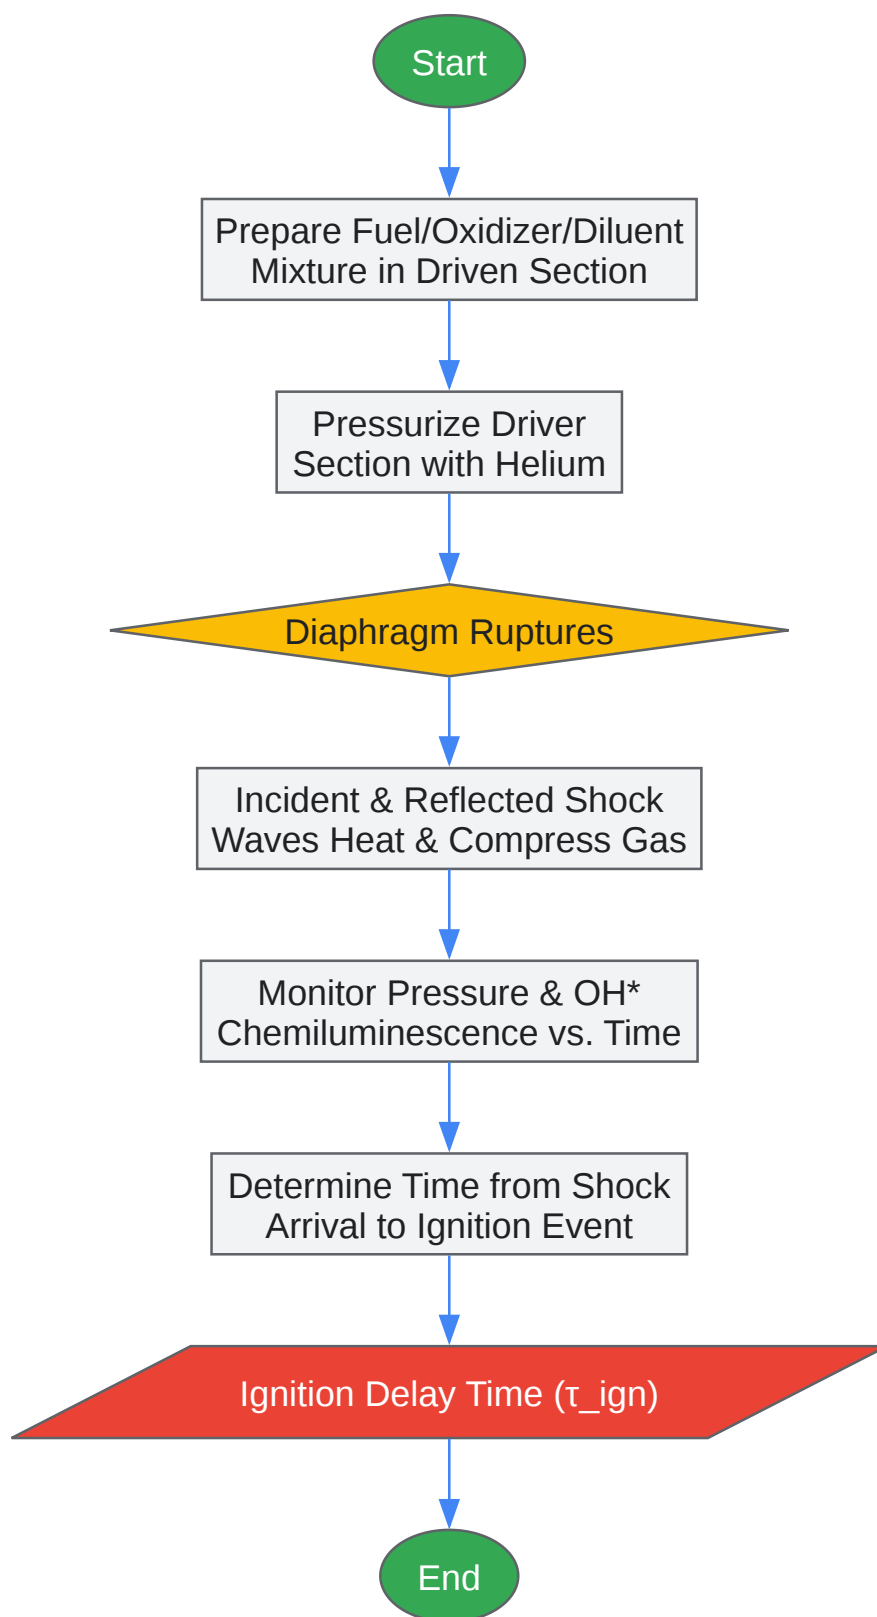 Start
Prepare Fuel/Oxidizer/Diluent
Mixture in Driven Section
Pressurize Driver
Section with Helium
Diaphragm Ruptures
Incident & Reflected Shock
Waves Heat & Compress Gas
Monitor Pressure & OH*
Chemiluminescence vs. Time
Determine Time from Shock
Arrival to Ignition Event
Ignition Delay Time (τ_ign)
End